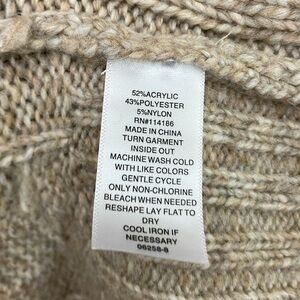 52%ACRYLIC
43%POLYESTER
5%NYLON
RN#114186
MADE IN CHINA
TURN GARMENT
INSIDE OUT
MACHINE WASH COLD
WITH LIKE COLORS
GENTLE CYCLE
ONLY NON-CHLORINE
BLEACH WHEN NEEDED
RESHAPE LAY FLAT TO
DRY
COOL IRON IF
NECESSARY
06258-8